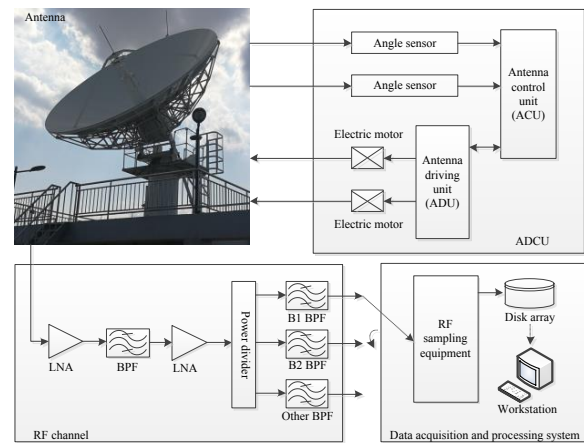 Antenna
Angle sensor
Angle sensor
Antenna
control
unit
(ACU)
Electric motor
Antenna
driving
unit
(ADU)
Electric motor
ADCU
LNA
BPF
LNA
Power divider
B1 BPF
B2 BPF
Other BPF
RF channel
RF
sampling
equipment
Disk array
Workstation
Data acquisition and processing system